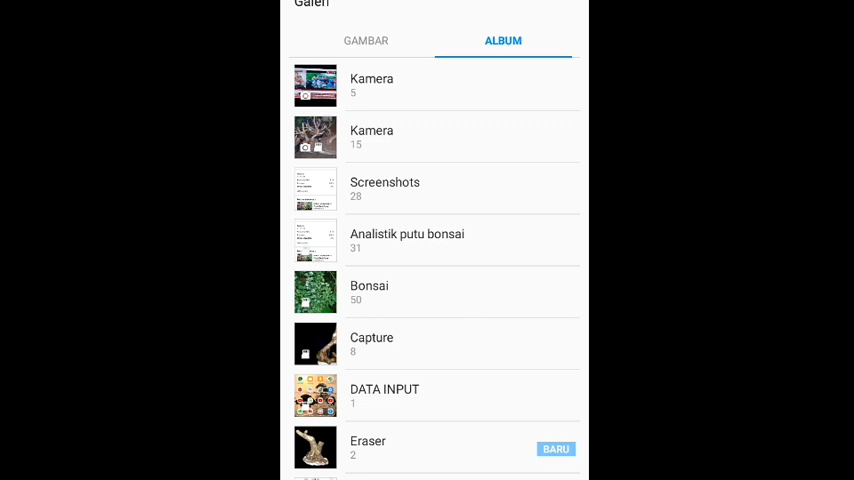 Galeri
GAMBAR
ALBUM
Kamera
5
Kamera
15
Screenshots
28
Analistik putu bonsai
31
Bonsai
50
Capture
8
DATA INPUT
1
Eraser
2
BARU